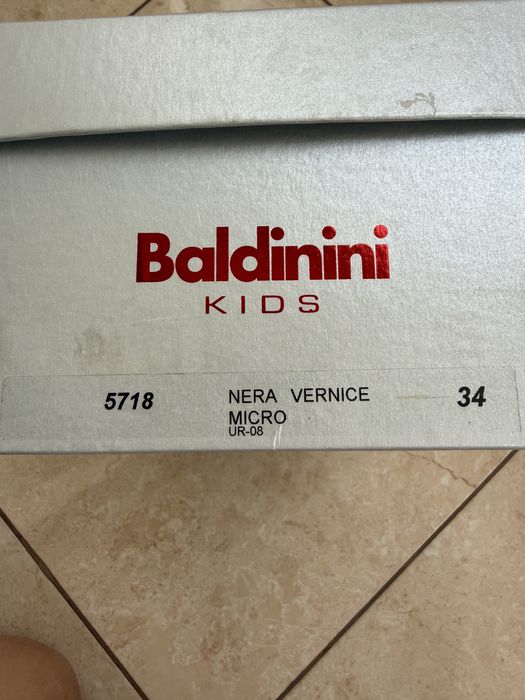 Baldinini
KIDS
5718 NERA VERNICE 34
MICRO
UR-08